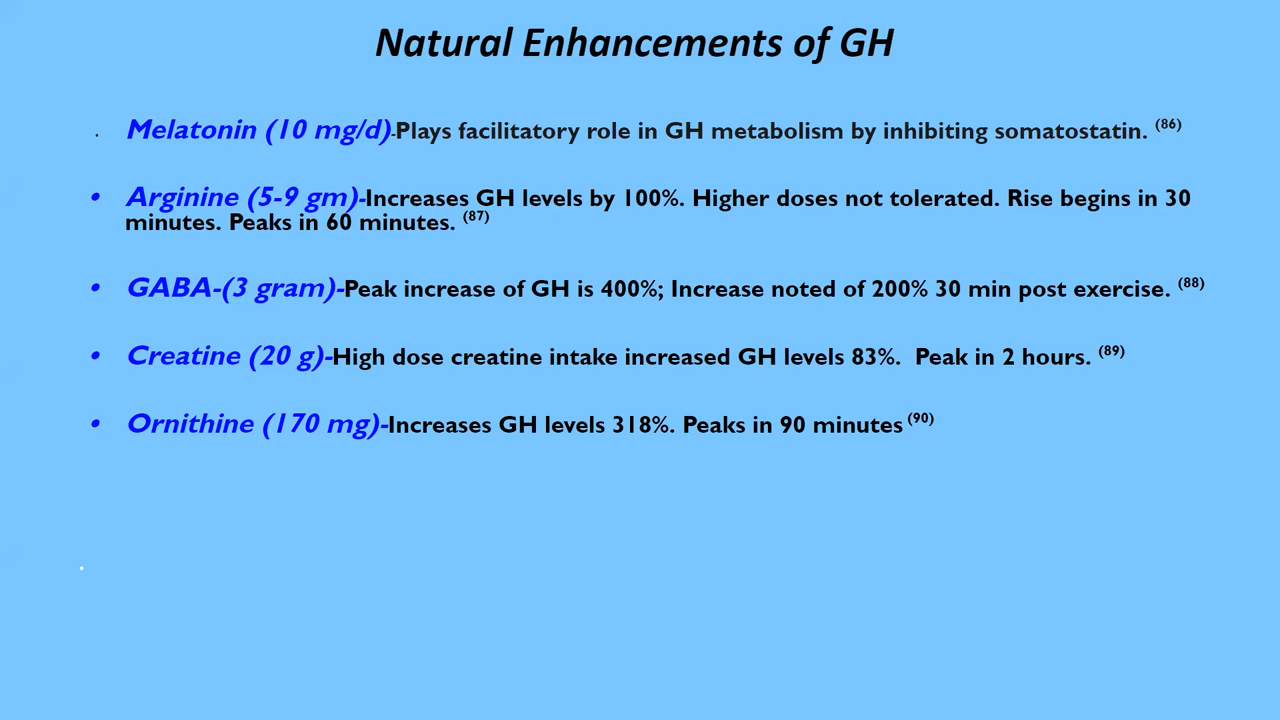 Natural Enhancements of GH
• Melatonin (10 mg/d)-Plays facilitatory role in GH metabolism by inhibiting somatostatin. (86)
• Arginine (5-9 gm)-Increases GH levels by 100%. Higher doses not tolerated. Rise begins in 30
minutes. Peaks in 60 minutes. (87)
• GABA-(3 gram)-Peak increase of GH is 400%; Increase noted of 200% 30 min post exercise. (88)
• Creatine (20 g)-High dose creatine intake increased GH levels 83%. Peak in 2 hours. (89)
• Ornithine (170 mg)-Increases GH levels 318%. Peaks in 90 minutes (90)